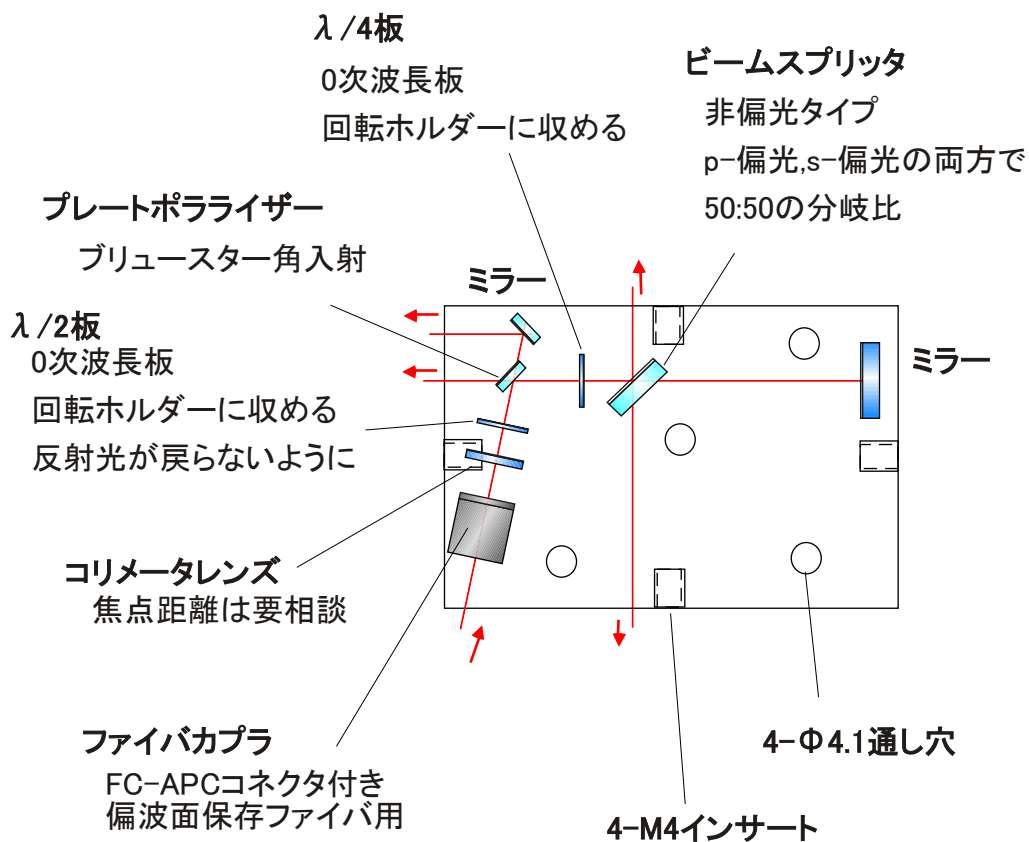 λ/4板
0次波長板
回転ホルダーに収める
ビームスプリッタ
非偏光タイプ
p-偏光,s-偏光の両方で
50:50の分岐比
プレートポラライザー
ブリュースター角入射
ミラー
λ/2板
0次波長板
回転ホルダーに収める
反射光が戻らないように
ミラー
コリメータレンズ
焦点距離は要相談
ファイバカプラ
FC-APCコネクタ付き
偏波面保存ファイバ用
4-Φ4.1通し穴
4-M4インサート